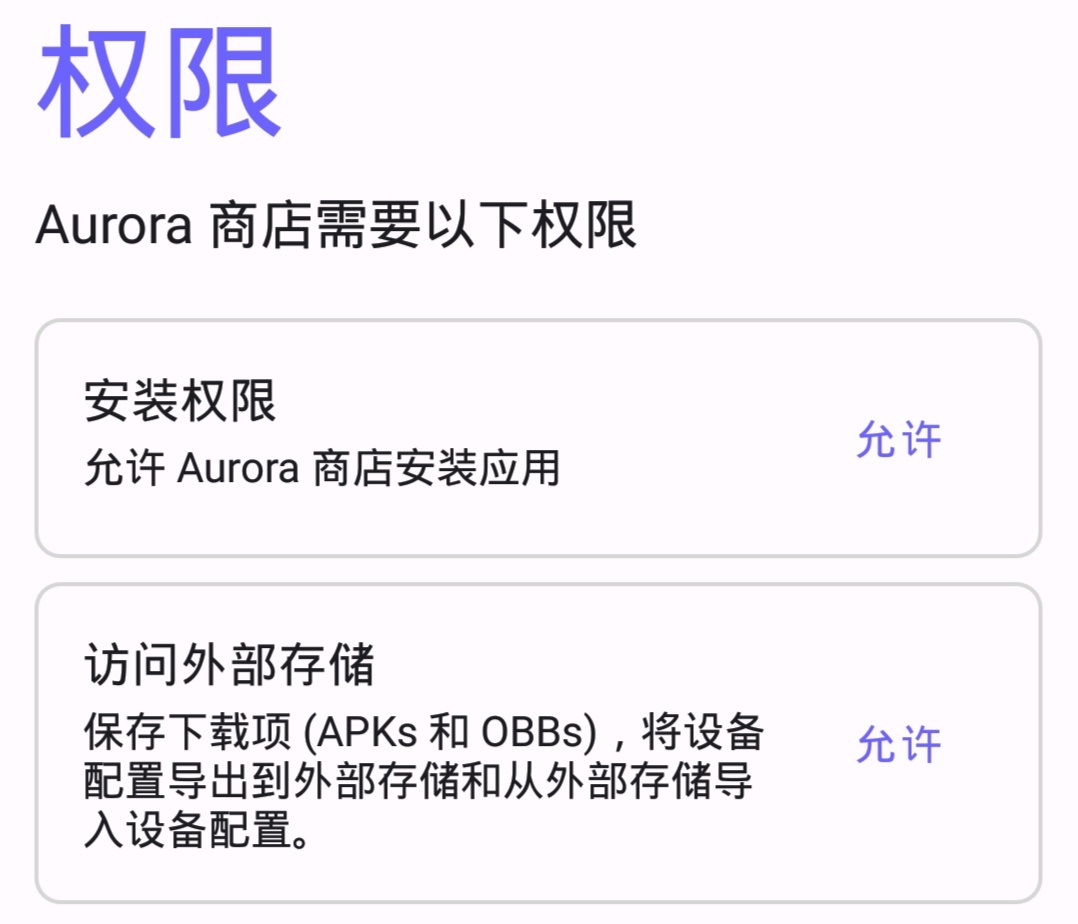 权限
Aurora 商店需要以下权限
安装权限
允许 Aurora 商店安装应用
允许
访问外部存储
保存下载项 (APKs 和 OBBs)，将设备
配置导出到外部存储和从外部存储导
入设备配置。
允许